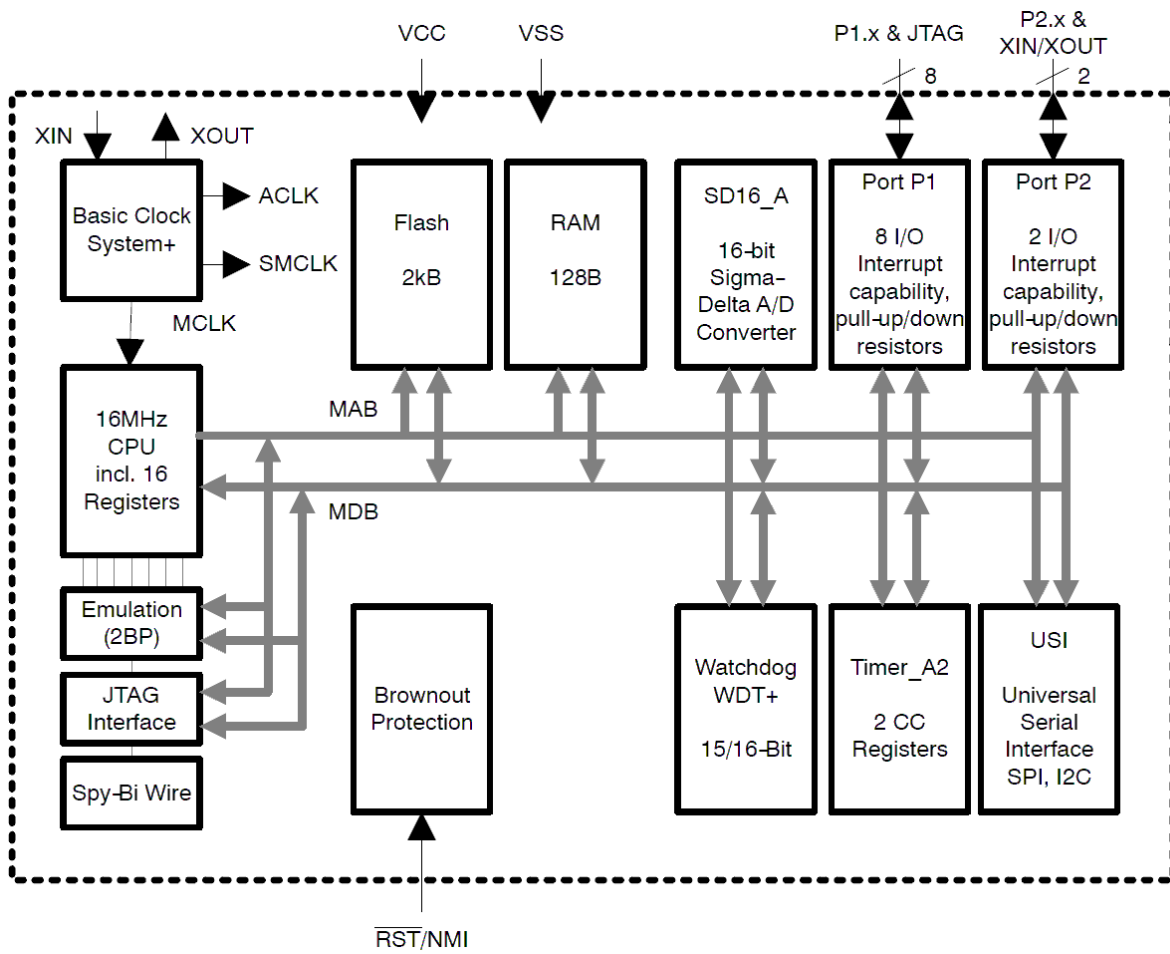 VCC
VSS
P1.x & JTAG
P2.x &
XIN/XOUT
8
2
XIN
XOUT
Basic Clock
System+
ACLK
SMCLK
MCLK
Flash
2kB
RAM
128B
SD16_A
16-bit
Sigma-
Delta A/D
Converter
Port P1
8 I/O
Interrupt
capability,
pull-up/down
resistors
Port P2
2 I/O
Interrupt
capability,
pull-up/down
resistors
16MHz
CPU
incl. 16
Registers
MAB
MDB
Emulation
(2BP)
JTAG
Interface
Spy-Bi Wire
Brownout
Protection
Watchdog
WDT+
15/16-Bit
Timer_A2
2 CC
Registers
USI
Universal
Serial
Interface
SPI, I2C
RST/NMI